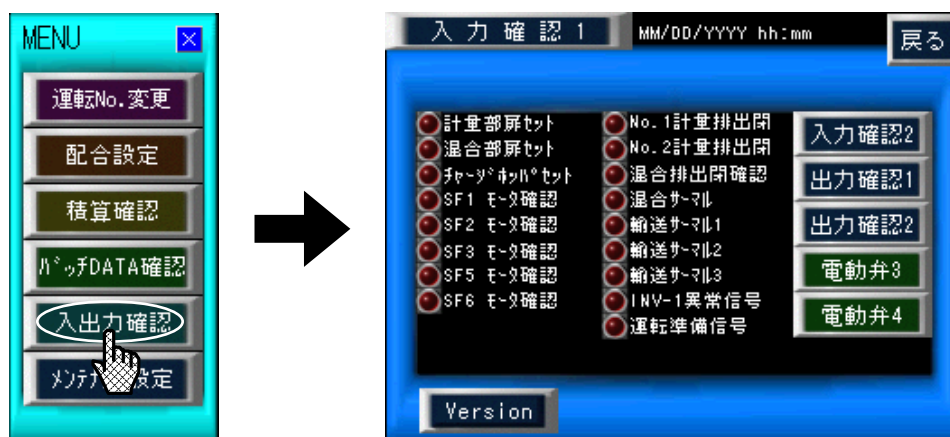 MENU
運転No.変更
配合設定
積算確認
ﾊﾞｯﾁDATA確認
入出力確認
設定
入力確認1
MM/DD/YYYY hh:mm
戻る
計量部扉ｾｯﾄ
混合部扉ｾｯﾄ
ﾁｬｰｼﾞﾎｯﾊﾟｾｯﾄ
SF1 ﾓｰﾀ確認
SF2 ﾓｰﾀ確認
SF3 ﾓｰﾀ確認
SF5 ﾓｰﾀ確認
SF6 ﾓｰﾀ確認
No.1計量排出閉
No.2計量排出閉
混合排出閉確認
混合ｻｰﾏﾙ
輸送ｻｰﾏﾙ1
輸送ｻｰﾏﾙ2
輸送ｻｰﾏﾙ3
INV-1異常信号
運転準備信号
入力確認2
出力確認1
出力確認2
電動弁3
電動弁4
Version